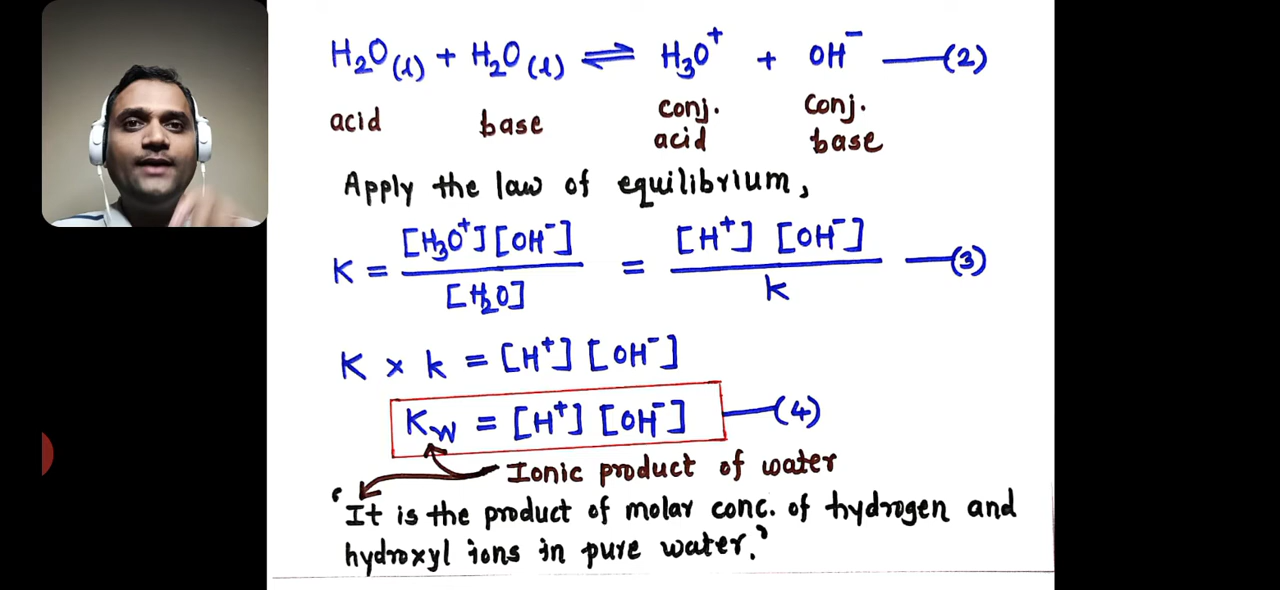 H₂O(l) + H₂O(l) ⇌ H₃O⁺ + OH⁻ —(2)
acid base conj. acid conj. base
Apply the law of equilibrium,
K = [H₃O⁺][OH⁻] / [H₂O] = [H⁺] [OH⁻] / k —(3)
K × k = [H⁺] [OH⁻]
K_w = [H⁺] [OH⁻] —(4)
Ionic product of water
'It is the product of molar conc. of hydrogen and
hydroxyl ions in pure water.'